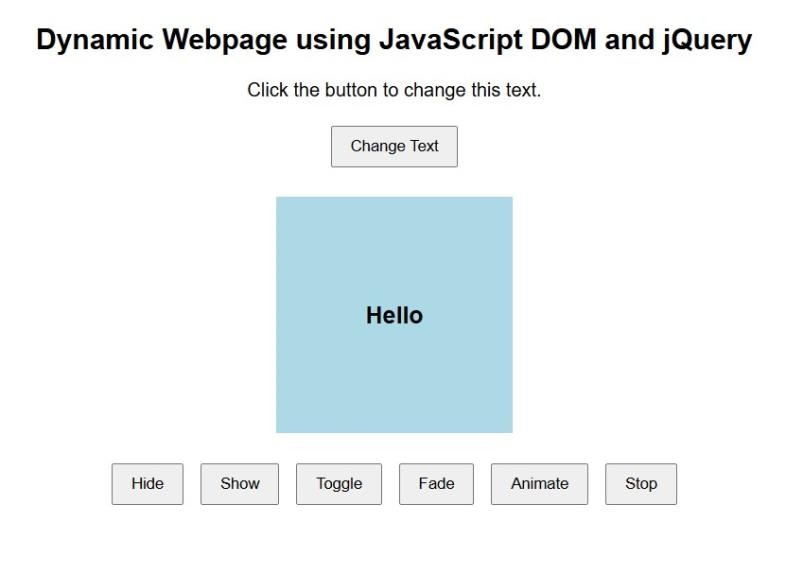 Dynamic Webpage using JavaScript DOM and jQuery
Click the button to change this text.
Change Text
Hello
Hide Show Toggle Fade Animate Stop